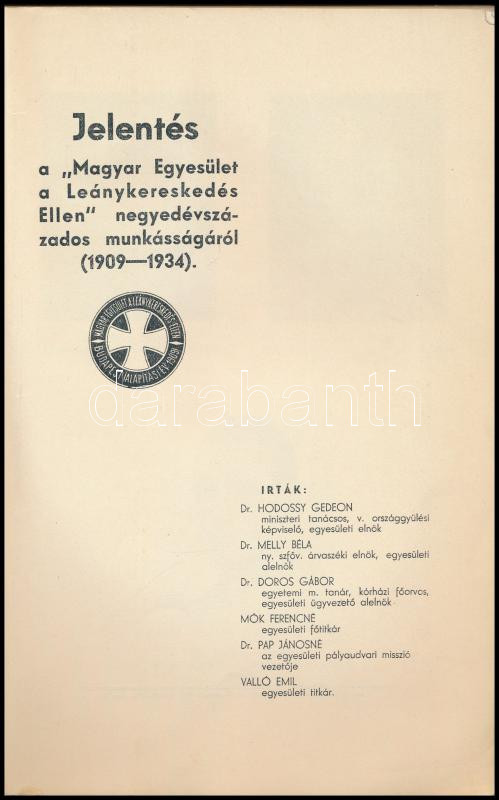 Jelentés
a „Magyar Egyesület
a Leánykereskedés
Ellen" negyedévszá-
zados munkásságáról
(1909—1934).
MAGYAR EGYESÜLET A LEÁNYKERESKEDÉS ELLEN
BUDAPEST (ALAPITÁSI ÉV 1909)
darabanth
IRTÁK:
Dr. HODOSSY GEDEON
miniszteri tanácsos, v. országgyülési
képviselő, egyesületi elnök
Dr. MELLY BÉLA
ny. szföv. árvaszéki elnök, egyesületi
alelnök
Dr. DOROS GÁBOR
egyetemi m. tanár, kórházi főorvos,
egyesületi ügyvezető alelnök
MÓK FERENCNÉ
egyesületi főtitkár
Dr. PAP JÁNOSNÉ
az egyesületi pályaudvari misszió
vezetője
VALLÓ EMIL
egyesületi titkár.